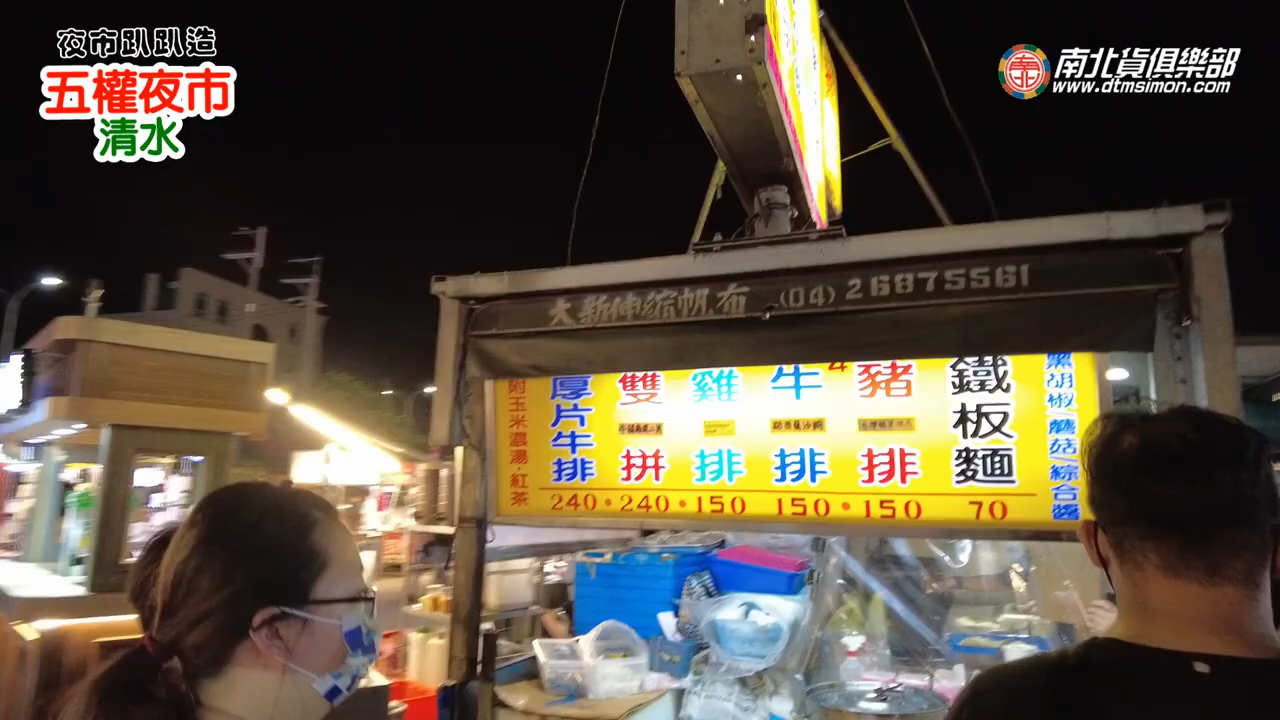 夜市趴趴造
五權夜市
清水
南北貨俱樂部
www.dtmsimon.com
大新伸縮帆布 (04) 26875561
附玉米濃湯·紅茶
厚片牛排
雙拼
雞排
牛排
豬排
鐵板麵
黑胡椒/蘑菇/綜合醬
240·240·150 150·150 70